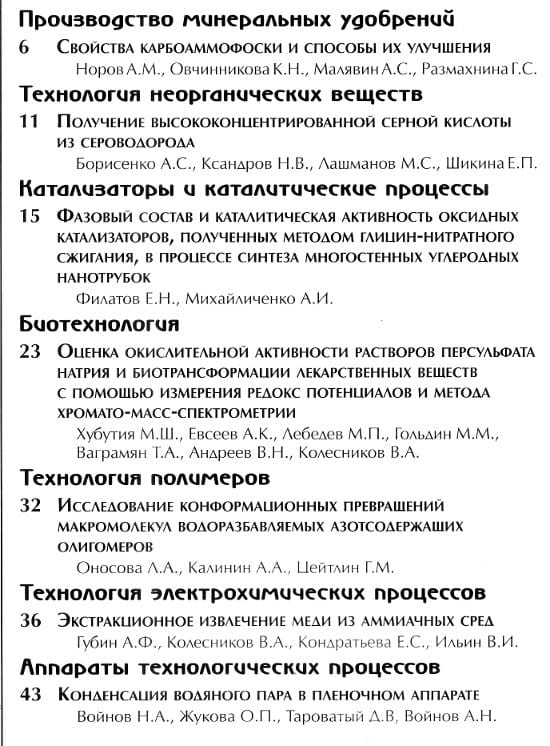 Производство минеральных удобрений
6 Свойства карбоаммофоски и способы их улучшения
Норов А.М., Овчинникова К.Н., Малявин А.С., Размахнина Г.С.
Технология неорганических веществ
11 Получение высококонцентрированной серной кислоты
из сероводорода
Борисенко А.С., Ксандров Н.В., Лашманов М.С., Шикина Е.П.
Катализаторы и каталитические процессы
15 Фазовый состав и каталитическая активность оксидных
катализаторов, полученных методом глицин-нитратного
сжигания, в процессе синтеза многостенных углеродных
нанотрубок
Филатов Е.Н., Михайличенко А.И.
Биотехнология
23 Оценка окислительной активности растворов персульфата
натрия и биотрансформации лекарственных веществ
с помощью измерения редокс потенциалов и метода
хромато-масс-спектрометрии
Хубутия М.Ш., Евсеев А.К., Лебедев М.П., Гольдин М.М.,
Ваграмян Т.А., Андреев В.Н., Колесников В.А.
Технология полимеров
32 Исследование конформационных превращений
макромолекул водоразбавляемых азотсодержащих
олигомеров
Оносова Л.А., Калинин А.А., Цейтлин Г.М.
Технология электрохимических процессов
36 Экстракционное извлечение меди из аммиачных сред
Губин А.Ф., Колесников В.А., Кондратьева Е.С., Ильин В.И.
Аппараты технологических процессов
43 Конденсация водяного пара в пленочном аппарате
Войнов Н.А., Жукова О.П., Тароватый Д.В, Войнов А.Н.